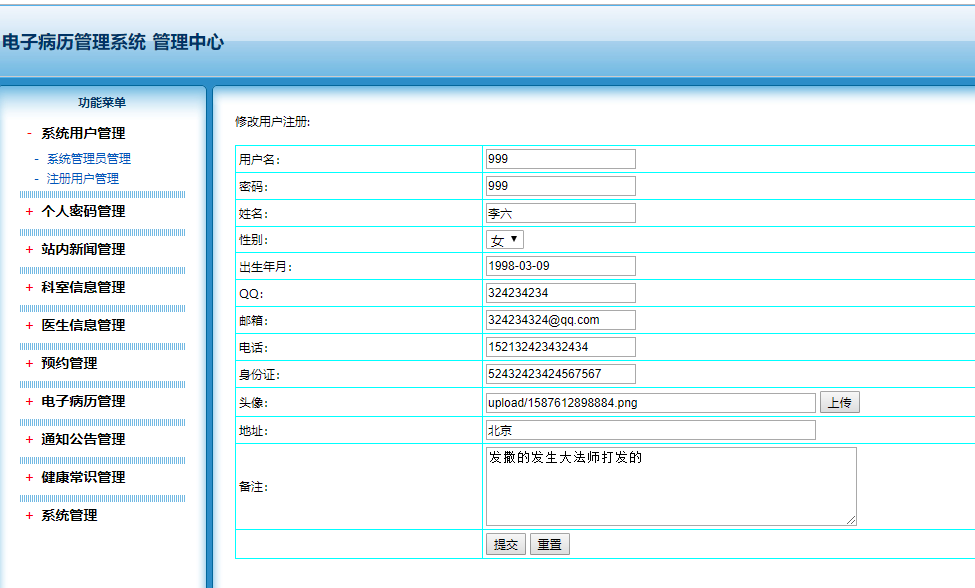 电子病历管理系统 管理中心
功能菜单
- 系统用户管理
- 系统管理员管理
- 注册用户管理
+ 个人密码管理
+ 站内新闻管理
+ 科室信息管理
+ 医生信息管理
+ 预约管理
+ 电子病历管理
+ 通知公告管理
+ 健康常识管理
+ 系统管理
修改用户注册:
用户名: 999
密码: 999
姓名: 李六
性别: 女
出生年月: 1998-03-09
QQ: 324234234
邮箱: 324234324@qq.com
电话: 152132423432434
身份证: 52432423424567567
头像: upload/1587612898884.png 上传
地址: 北京
备注: 发撒的发生大法师打发的
提交 重置